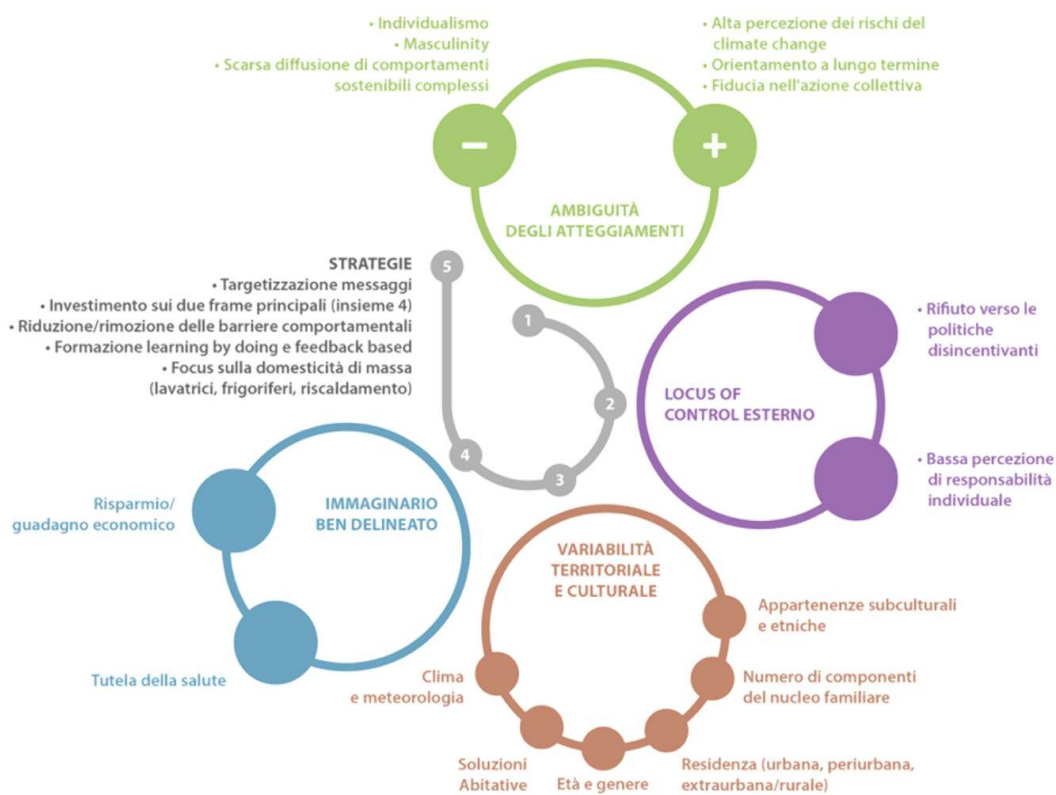 • Individualismo
• Masculinity
• Scarsa diffusione di comportamenti
sostenibili complessi
• Alta percezione dei rischi del
climate change
• Orientamento a lungo termine
• Fiducia nell'azione collettiva
−
+
AMBIGUITÀ
DEGLI ATTEGGIAMENTI
STRATEGIE
• Targetizzazione messaggi
• Investimento sui due frame principali (insieme 4)
• Riduzione/rimozione delle barriere comportamentali
• Formazione learning by doing e feedback based
• Focus sulla domesticità di massa
(lavatrici, frigoriferi, riscaldamento)
5
1
2
3
4
LOCUS OF
CONTROL ESTERNO
• Rifiuto verso le
politiche
disincentivanti
• Bassa percezione
di responsabilità
individuale
IMMAGINARIO
BEN DELINEATO
Risparmio/
guadagno economico
Tutela della salute
VARIABILITÀ
TERRITORIALE
E CULTURALE
Appartenenze subculturali
e etniche
Numero di componenti
del nucleo familiare
Residenza (urbana, periurbana,
extraurbana/rurale)
Età e genere
Soluzioni
Abitative
Clima
e meteorologia